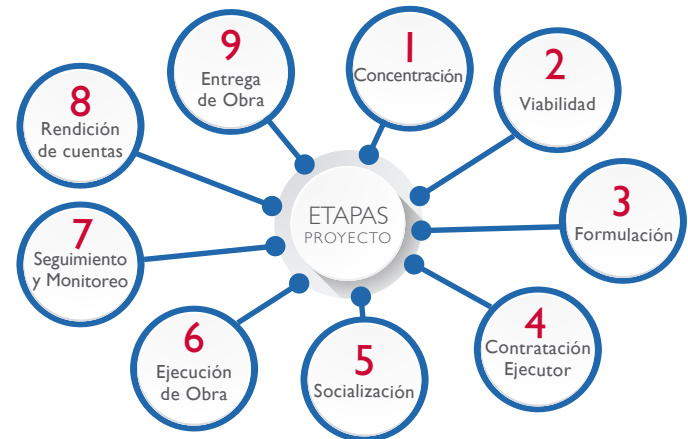 ETAPAS
PROYECTO
1
Concentración
2
Viabilidad
3
Formulación
4
Contratación
Ejecutor
5
Socialización
6
Ejecución
de Obra
7
Seguimiento
y Monitoreo
8
Rendición
de cuentas
9
Entrega
de Obra